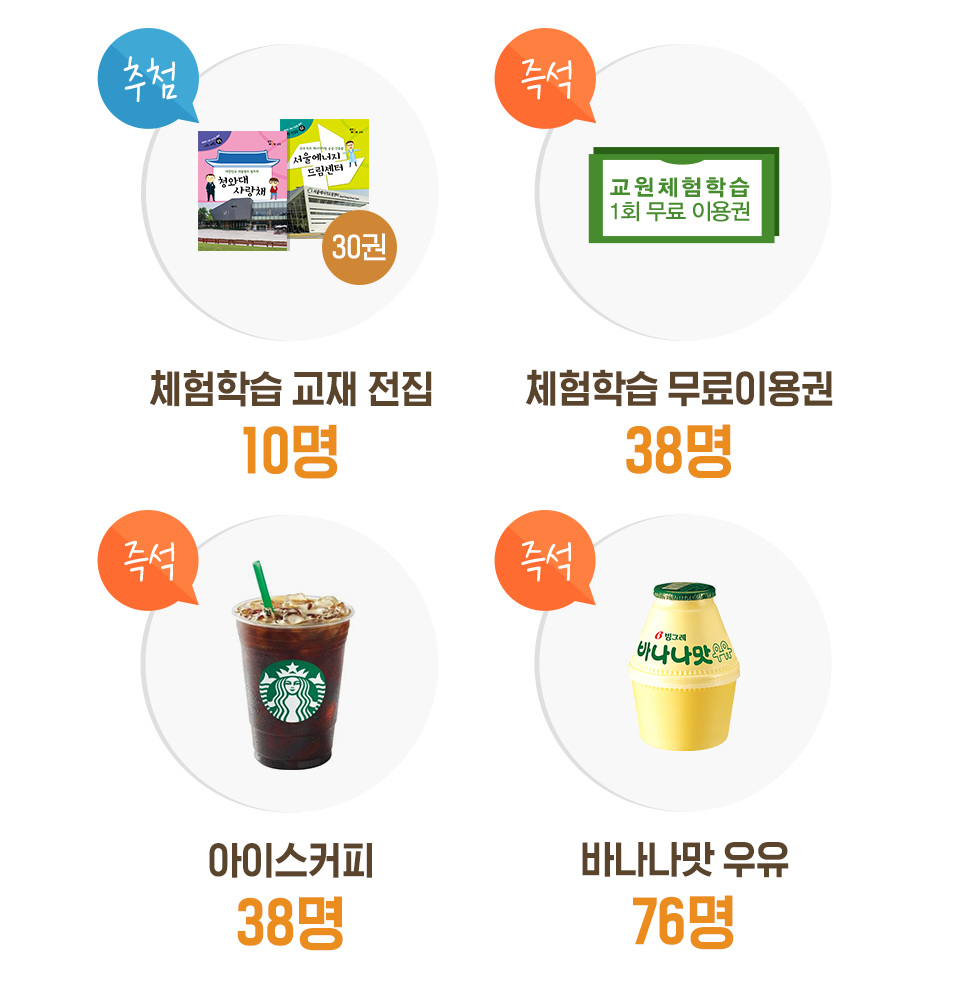 추첨
청와대
사랑채
서울에너지
드림센터
30권
체험학습 교재 전집
10명
즉석
교원체험학습
1회 무료 이용권
체험학습 무료이용권
38명
즉석
아이스커피
38명
즉석
빙그레
바나나맛우유
바나나맛 우유
76명